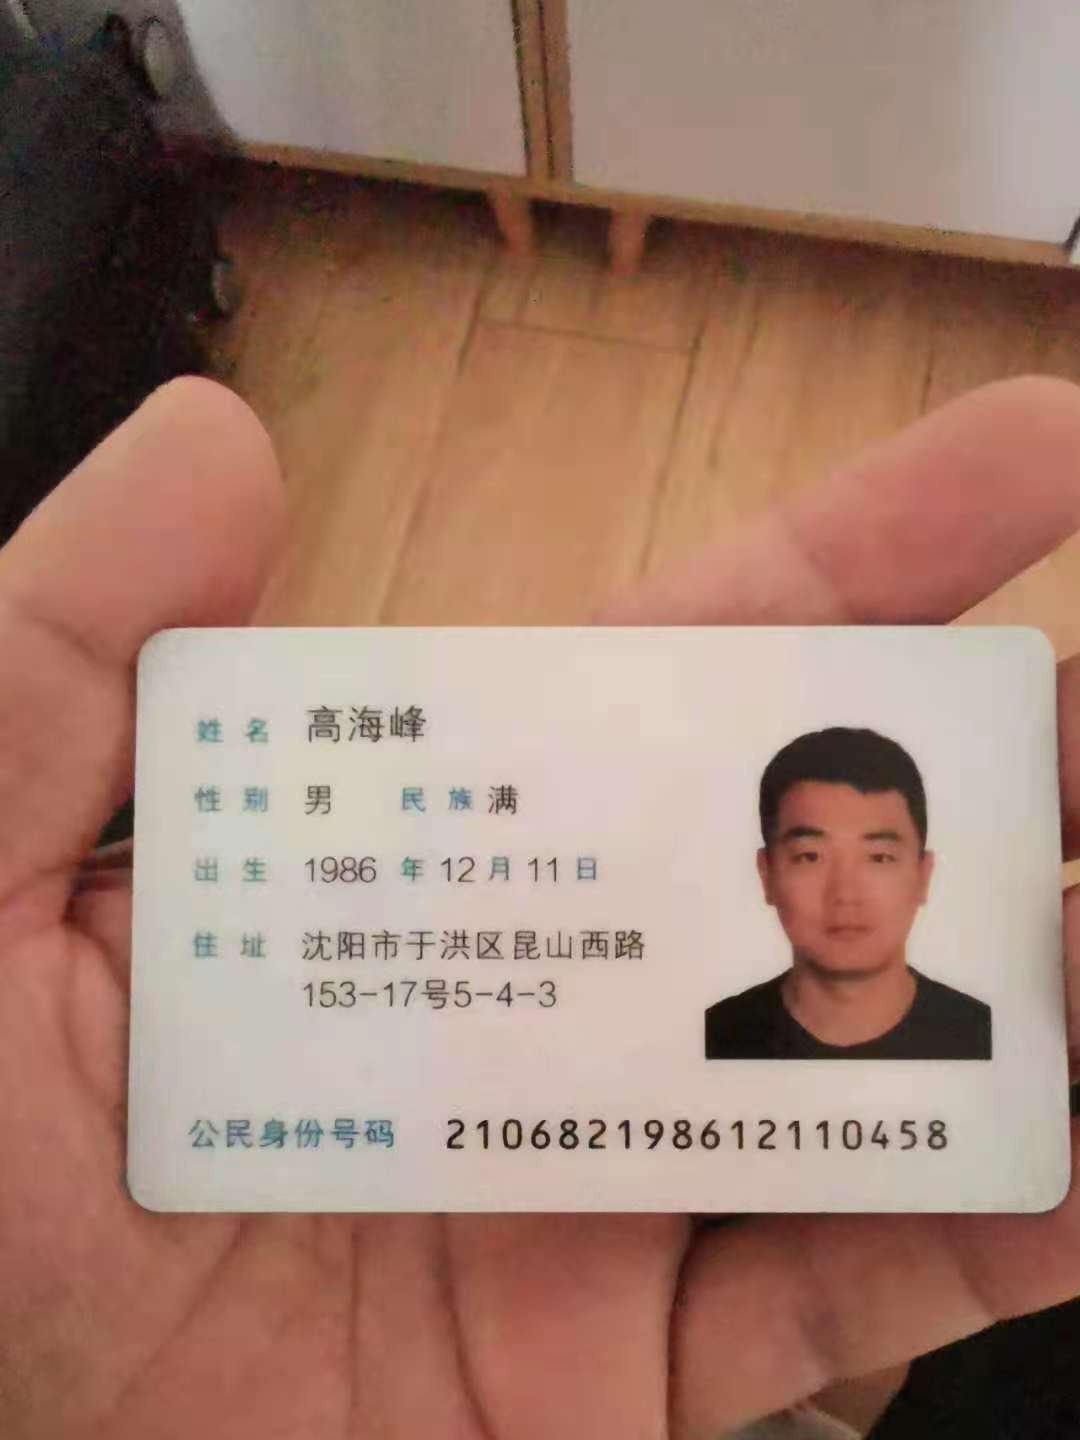 姓名 高海峰
性别 男 民族 满
出生 1986 年 12 月 11 日
住址 沈阳市于洪区昆山西路
153-17号5-4-3
公民身份号码 210682198612110458